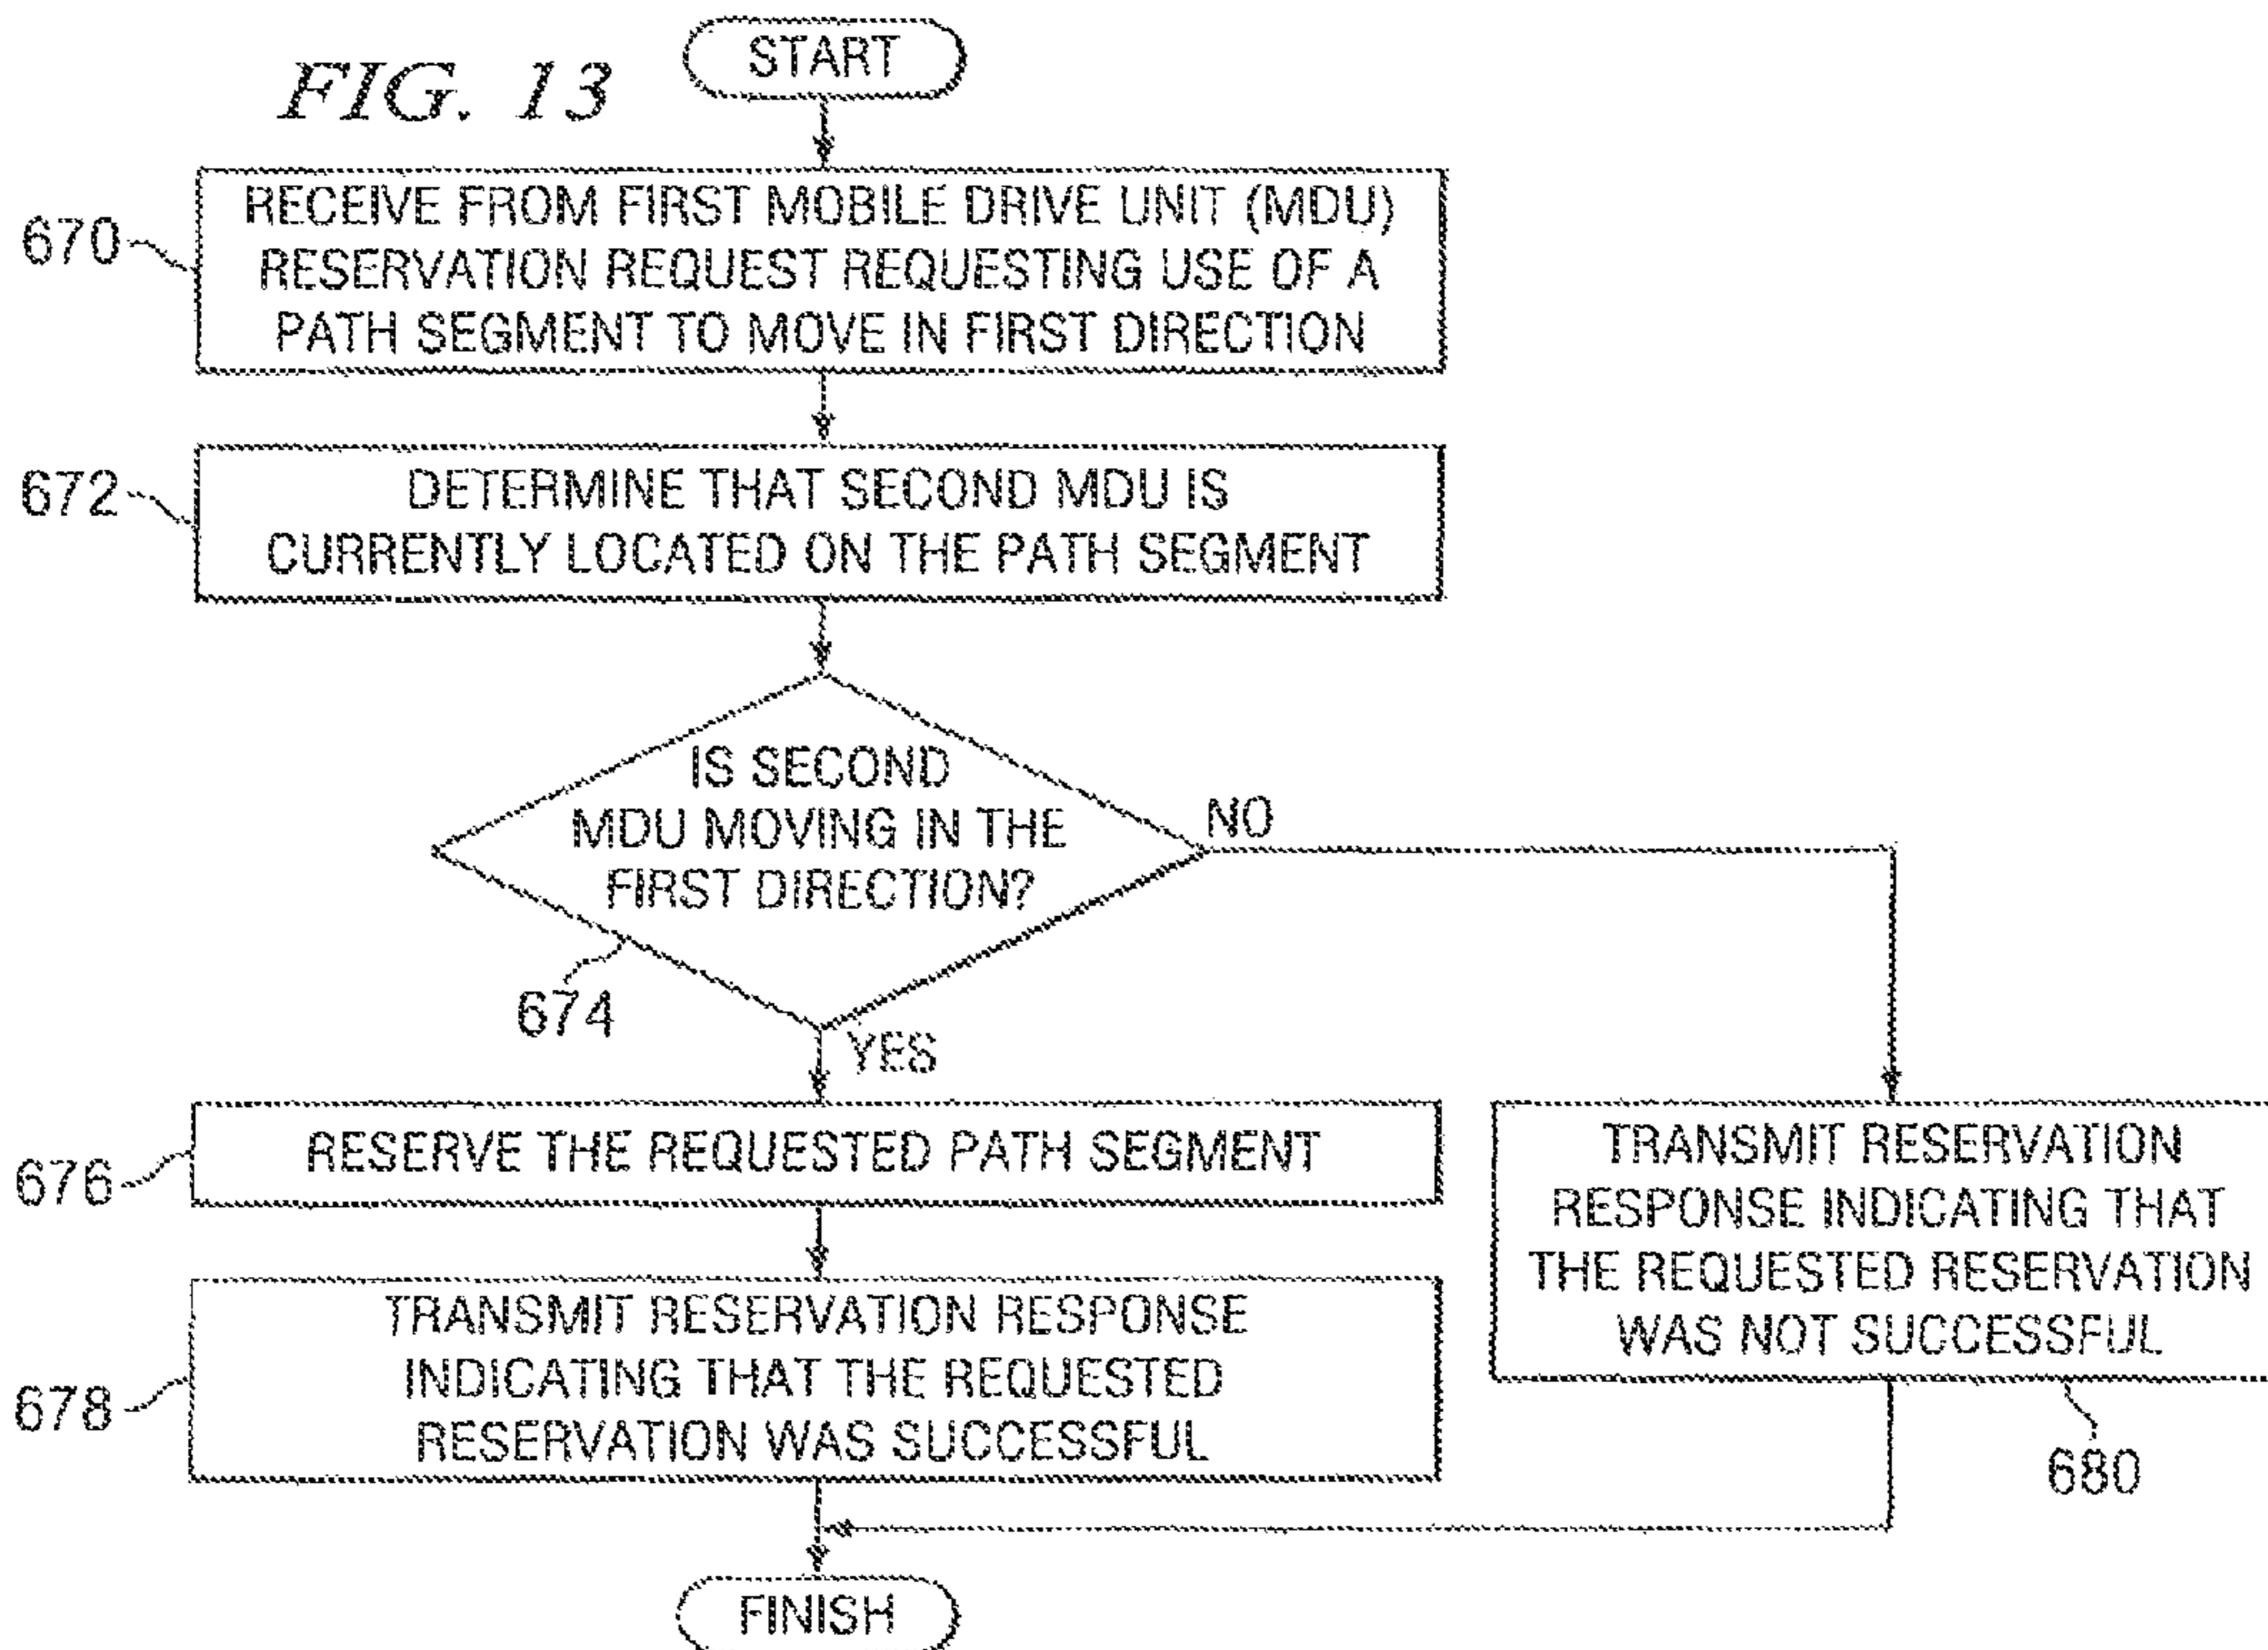 FIG. 13
START
670
RECEIVE FROM FIRST MOBILE DRIVE UNIT (MDU)
RESERVATION REQUEST REQUESTING USE OF A
PATH SEGMENT TO MOVE IN FIRST DIRECTION
672
DETERMINE THAT SECOND MDU IS
CURRENTLY LOCATED ON THE PATH SEGMENT
IS SECOND
MDU MOVING IN THE
FIRST DIRECTION?
NO
674
YES
676
RESERVE THE REQUESTED PATH SEGMENT
678
TRANSMIT RESERVATION RESPONSE
INDICATING THAT THE REQUESTED
RESERVATION WAS SUCCESSFUL
TRANSMIT RESERVATION
RESPONSE INDICATING THAT
THE REQUESTED RESERVATION
WAS NOT SUCCESSFUL
680
FINISH